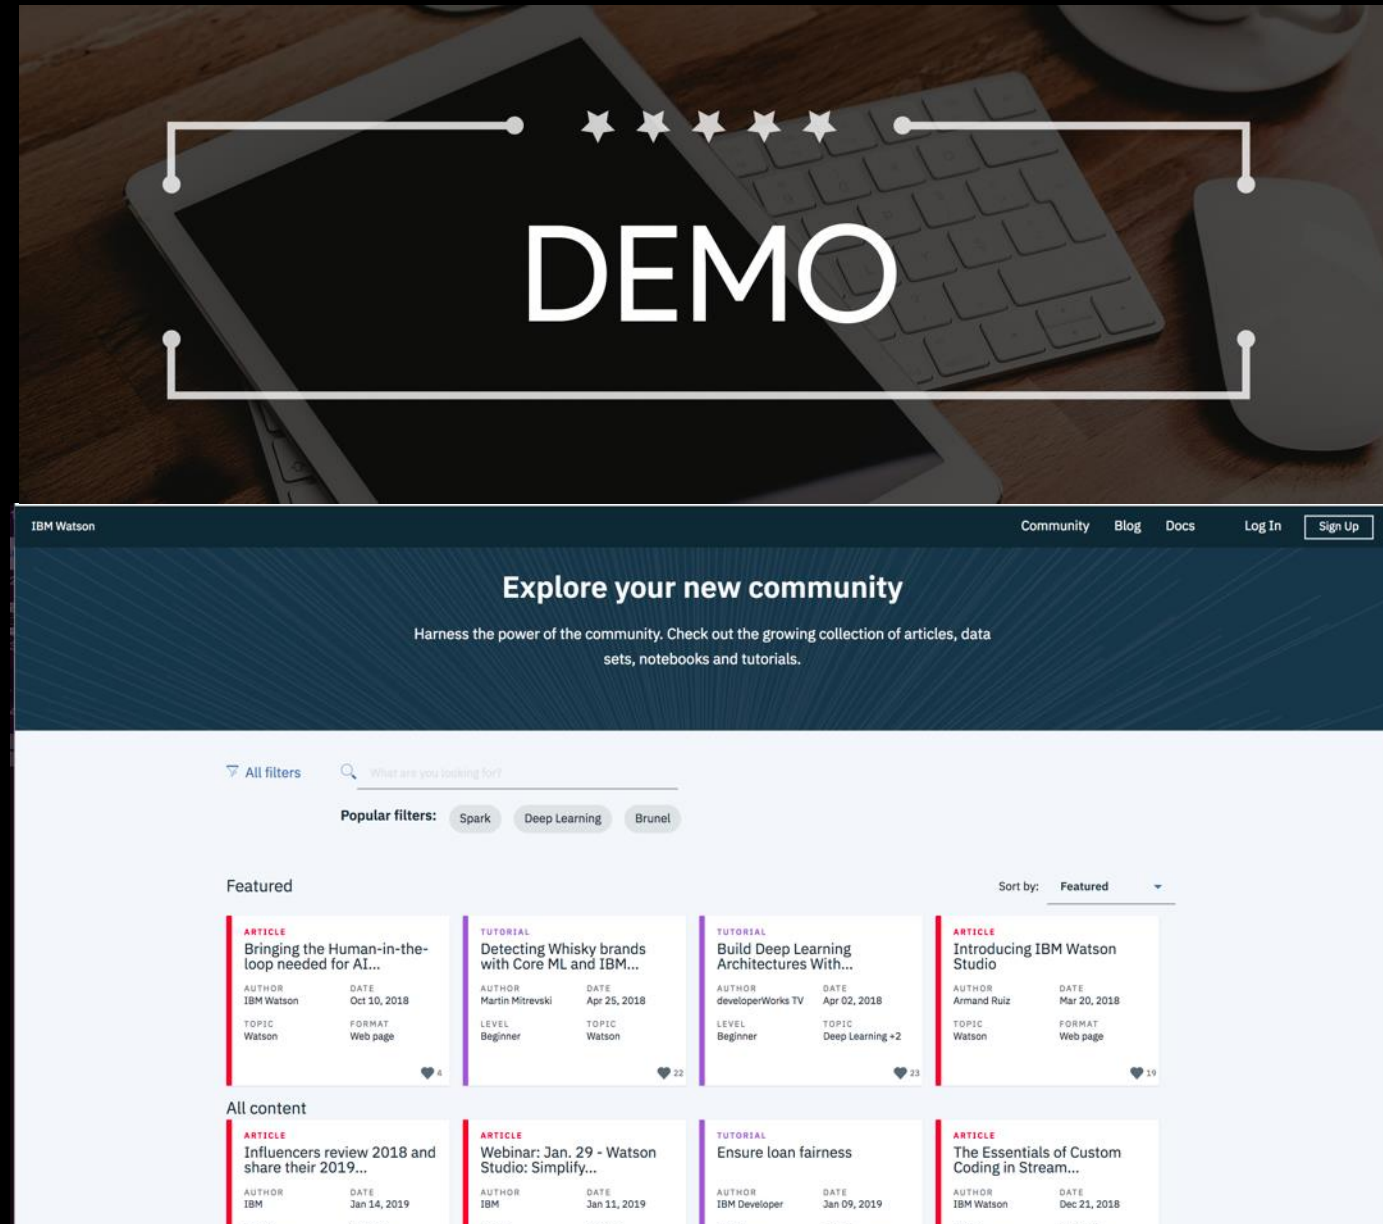 DEMO
IBM Watson
Community Blog Docs Log In Sign Up
Explore your new community
Harness the power of the community. Check out the growing collection of articles, data
sets, notebooks and tutorials.
All filters
What are you looking for?
Popular filters: Spark Deep Learning Brunel
Featured
Sort by: Featured
ARTICLE
Bringing the Human-in-the-
loop needed for AI...
AUTHOR DATE
IBM Watson Oct 10, 2018
TOPIC FORMAT
Watson Web page
4
TUTORIAL
Detecting Whisky brands
with Core ML and IBM...
AUTHOR DATE
Martin Mitrevski Apr 25, 2018
LEVEL TOPIC
Beginner Watson
22
TUTORIAL
Build Deep Learning
Architectures With...
AUTHOR DATE
developerWorks TV Apr 02, 2018
LEVEL TOPIC
Beginner Deep Learning +2
23
ARTICLE
Introducing IBM Watson
Studio
AUTHOR DATE
Armand Ruiz Mar 20, 2018
TOPIC FORMAT
Watson Web page
19
All content
ARTICLE
Influencers review 2018 and
share their 2019...
AUTHOR DATE
IBM Jan 14, 2019
ARTICLE
Webinar: Jan. 29 - Watson
Studio: Simplify...
AUTHOR DATE
IBM Jan 11, 2019
TUTORIAL
Ensure loan fairness
AUTHOR DATE
IBM Developer Jan 09, 2019
ARTICLE
The Essentials of Custom
Coding in Stream...
AUTHOR DATE
IBM Watson Dec 21, 2018